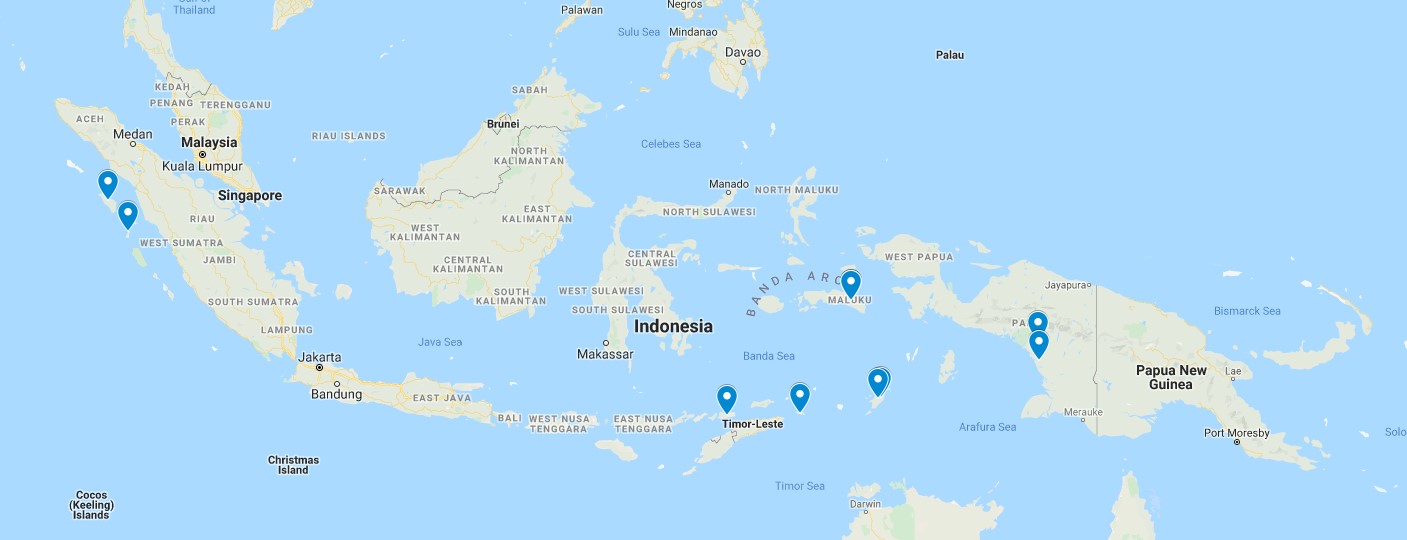 Gulf of
Thailand
Palawan
Negros
Sulu Sea
Mindanao
Davao
Palau
KEDAH
PENANG
TERENGGANU
PERAK
Malaysia
Kuala Lumpur
Singapore
ACEH
Medan
RIAU ISLANDS
SABAH
Brunei
NORTH
KALIMANTAN
SARAWAK
Celebes Sea
Manado
NORTH MALUKU
NORTH SULAWESI
EAST
KALIMANTAN
WEST
KALIMANTAN
CENTRAL
KALIMANTAN
SOUTH
KALIMANTAN
RIAU
WEST SUMATRA
JAMBI
SOUTH SUMATRA
LAMPUNG
CENTRAL
SULAWESI
WEST SULAWESI
SOUTH SULAWESI
Indonesia
Makassar
BANDA ARC
MALUKU
WEST PAPUA
Jayapura
PA
Bismarck Sea
Java Sea
Banda Sea
Jakarta
Bandung
EAST JAVA
BALI
WEST NUSA
TENGGARA
EAST NUSA
TENGGARA
Timor-Leste
Papua New
Guinea
Lae
Merauke
Port Moresby
Arafura Sea
Solo
Christmas
Island
Cocos
(Keeling)
Islands
Timor Sea
Darwin